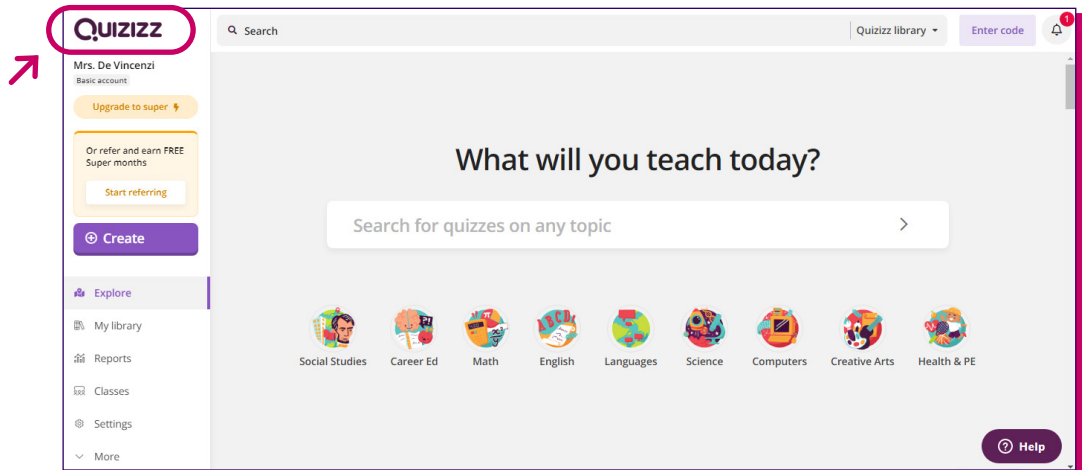 Quizizz
Search
Quizizz library
Enter code
1
Mrs. De Vincenzi
Basic account
Upgrade to super
Or refer and earn FREE
Super months
Start referring
Create
Explore
My library
Reports
Classes
Settings
More
What will you teach today?
Search for quizzes on any topic
Social Studies
Career Ed
Math
English
Languages
Science
Computers
Creative Arts
Health & PE
Help